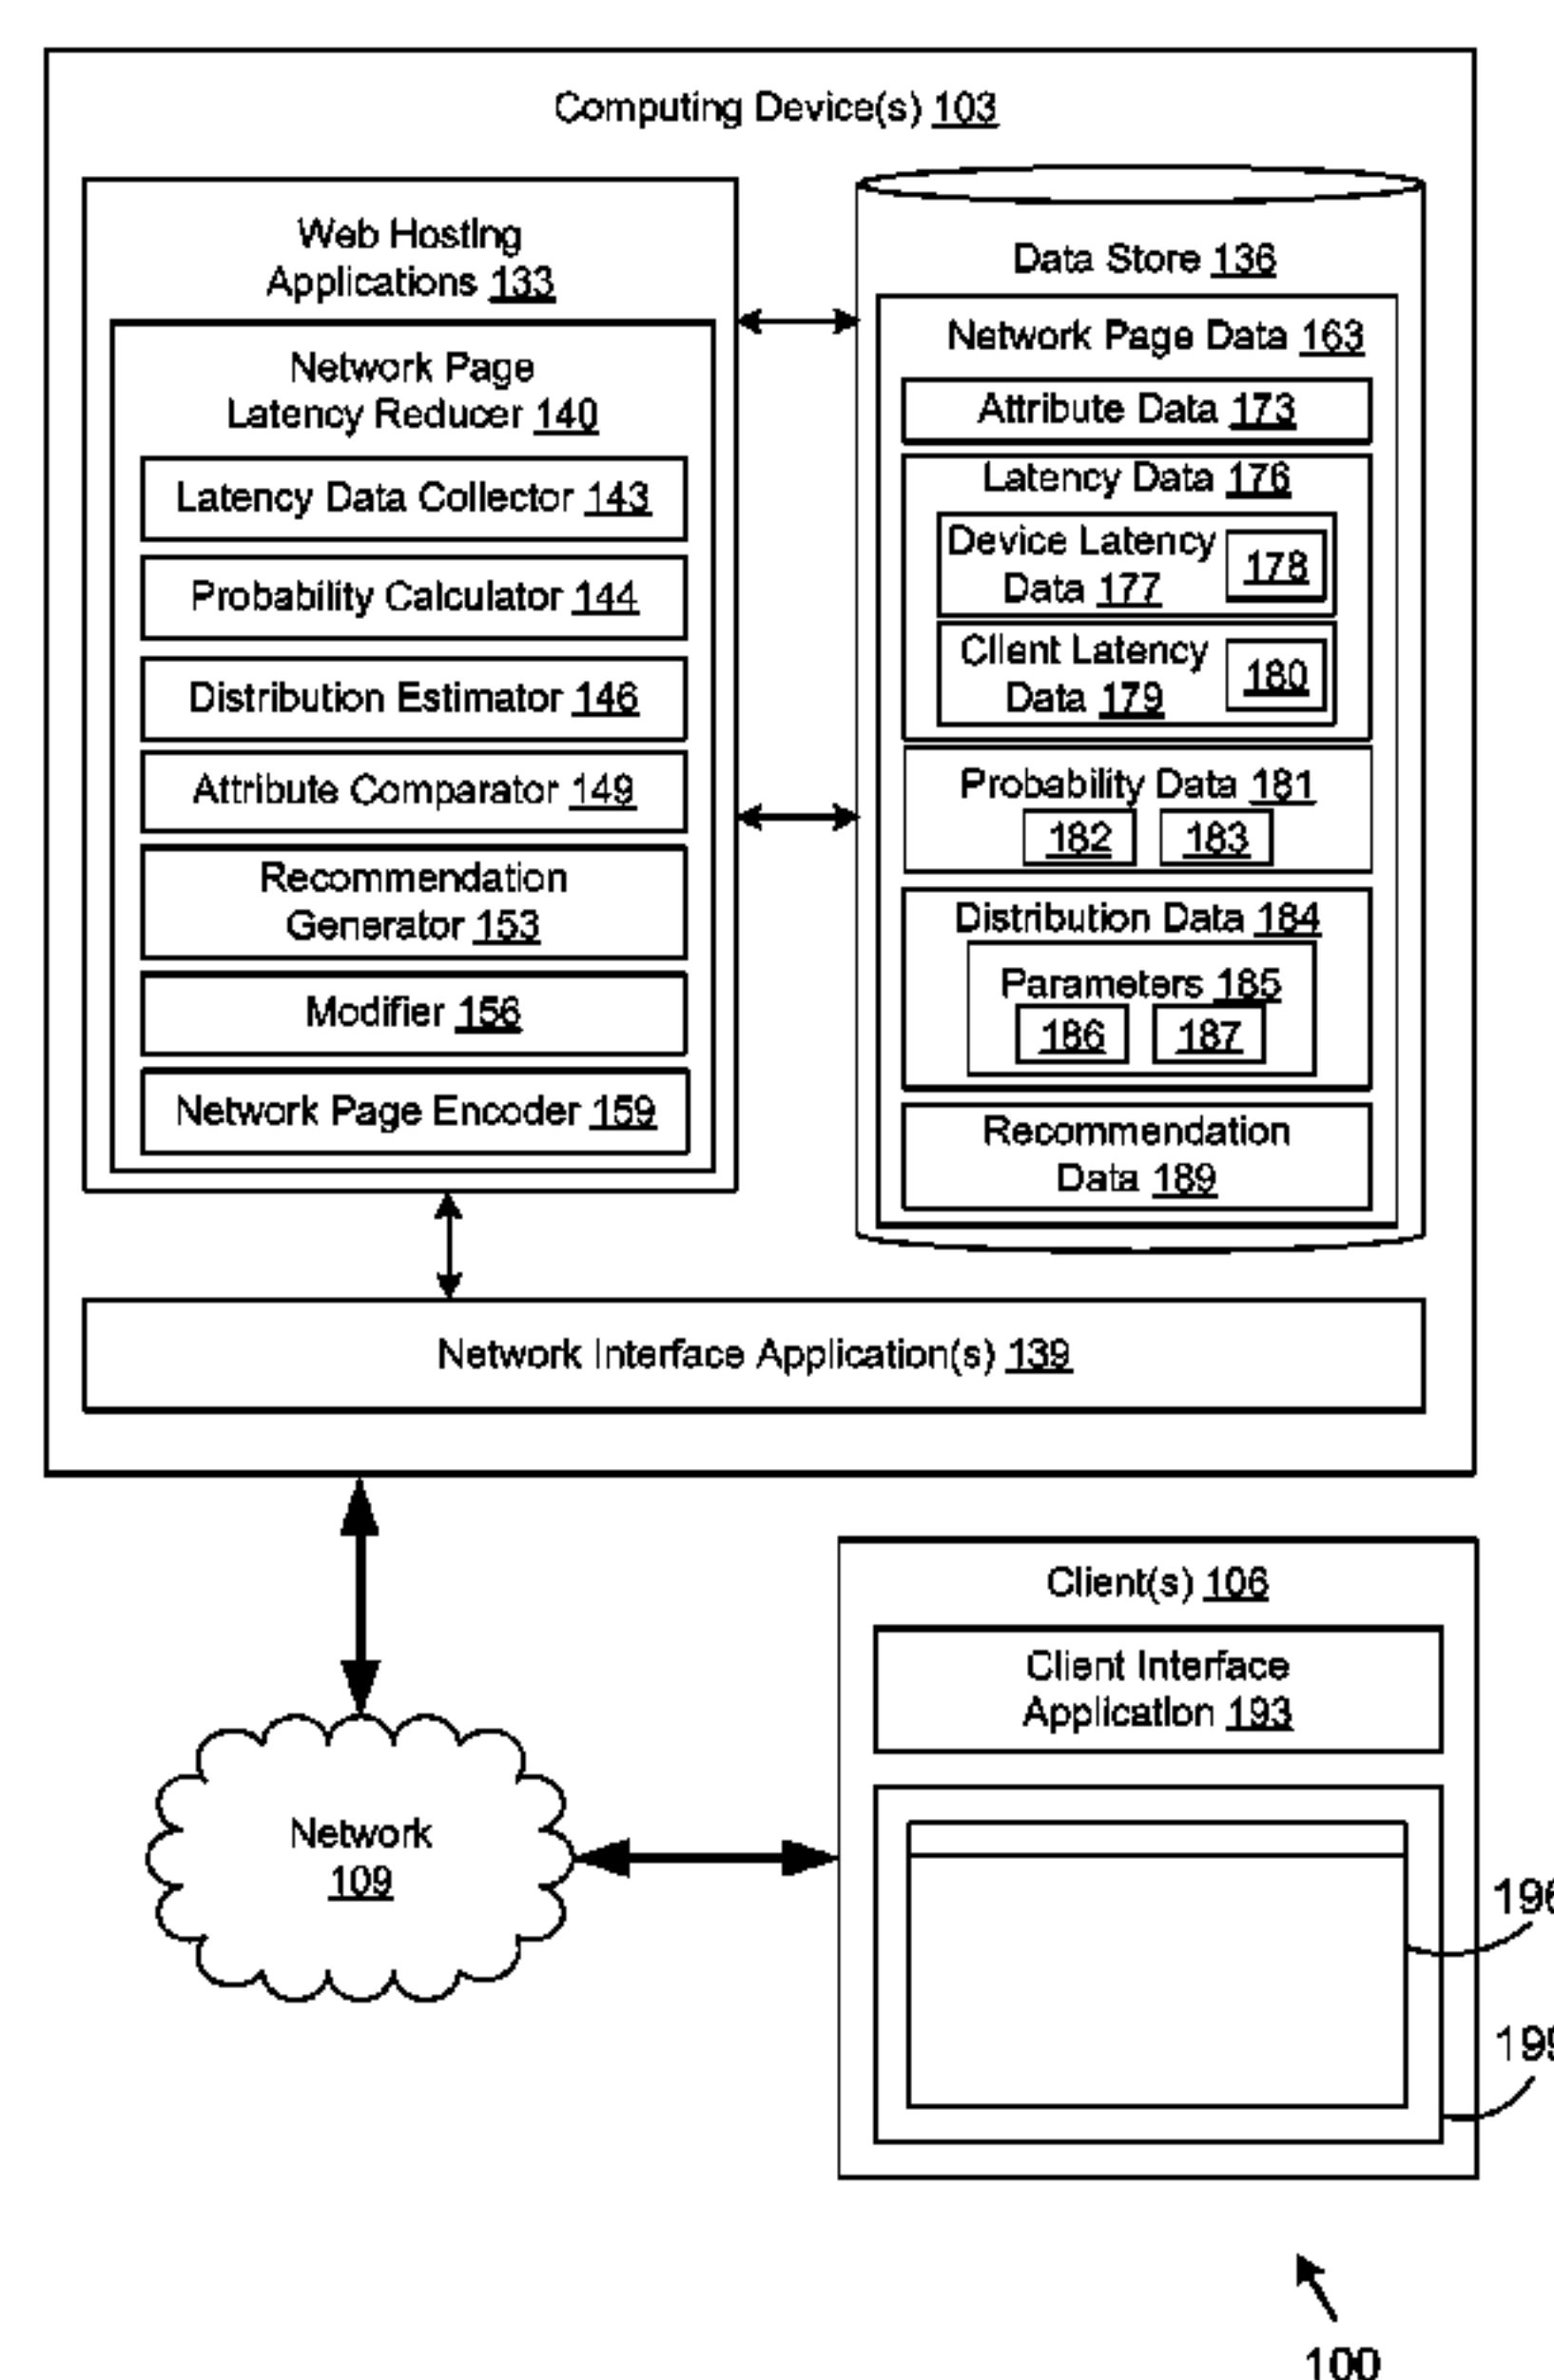 Computing Device(s) 103
Web Hosting
Applications 133
Network Page
Latency Reducer 140
Latency Data Collector 143
Probability Calculator 144
Distribution Estimator 146
Attribute Comparator 149
Recommendation
Generator 153
Modifier 156
Network Page Encoder 159
Data Store 136
Network Page Data 163
Attribute Data 173
Latency Data 176
Device Latency
Data 177
178
Client Latency
Data 179
180
Probability Data 181
182 183
Distribution Data 184
Parameters 185
186 187
Recommendation
Data 189
Network Interface Application(s) 139
Client(s) 106
Client Interface
Application 193
Network
109
196
199
100